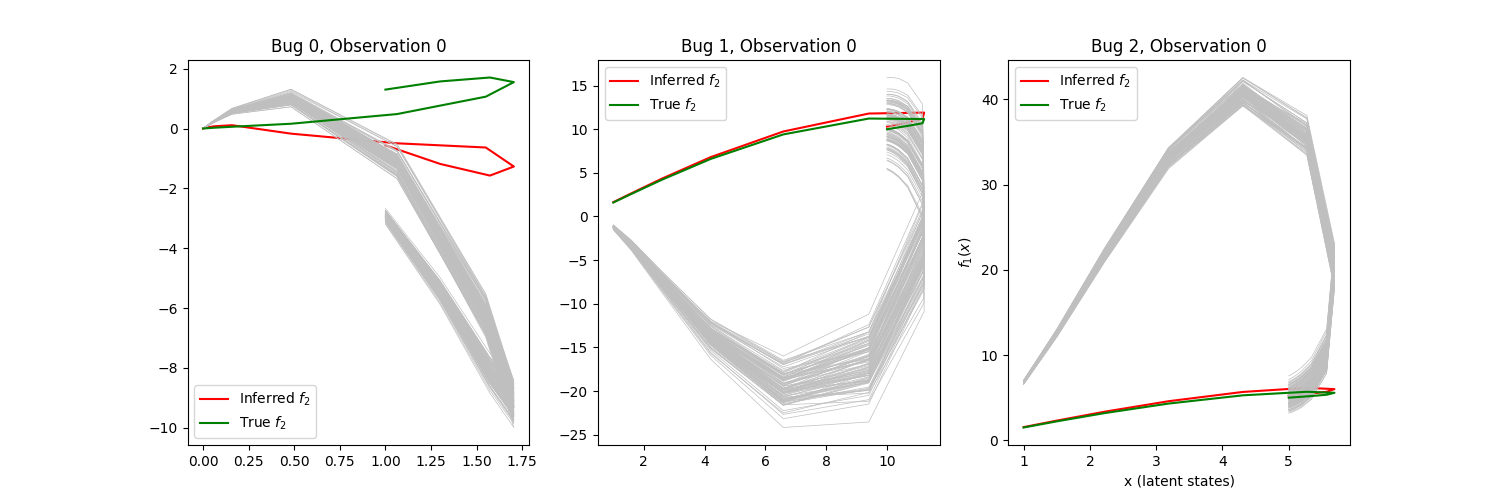 Bug 0, Observation 0
2
0
−2
−4
−6
−8
−10
0.00 0.25 0.50 0.75 1.00 1.25 1.50 1.75
Inferred f₂
True f₂
Bug 1, Observation 0
15
10
5
0
−5
−10
−15
−20
−25
2 4 6 8 10
Inferred f₂
True f₂
Bug 2, Observation 0
f₁(x)
40
30
20
10
0
1 2 3 4 5
x (latent states)
Inferred f₂
True f₂